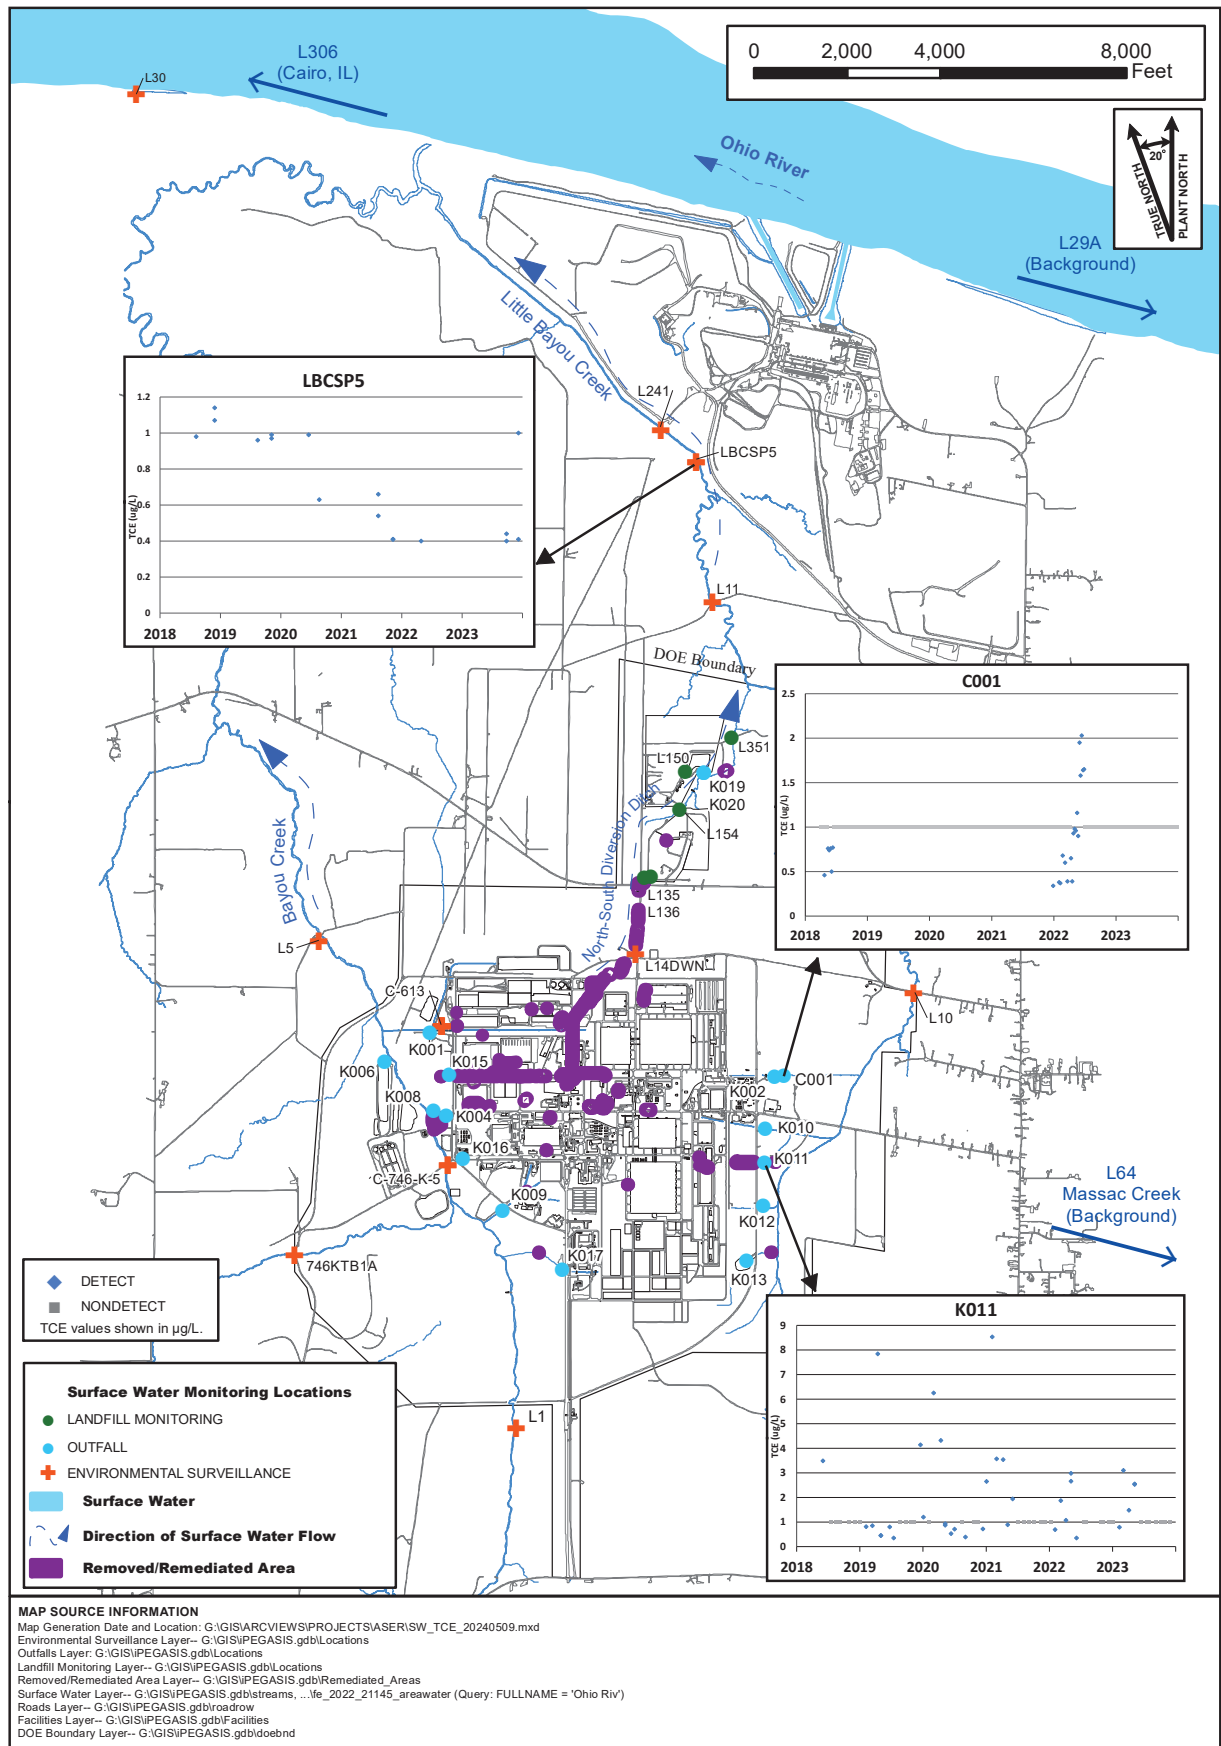 L306
(Cairo, IL)
L30
0 2,000 4,000 8,000
Feet
20°
TRUE NORTH
PLANT NORTH
Ohio River
L29A
(Background)
Little Bayou Creek
L241
LBCSP5
LBCSP5
1.2
1
0.8
0.6
0.4
0.2
0
TCE (ug/L)
2018 2019 2020 2021 2022 2023
L11
DOE Boundary
C001
2.5
2
1.5
1
0.5
0
TCE (ug/L)
2018 2019 2020 2021 2022 2023
L351
L150
K019
K020
L154
North-South Diversion Ditch
L135
L136
Bayou Creek
L5
L14DWN
C-613
L10
K001
K015
K006
K002
C001
K008
K004
K010
K016
K011
C-746-K-5
K009
K012
L64
Massac Creek
(Background)
746KTB1A
K017
K013
DETECT
NONDETECT
TCE values shown in µg/L.
K011
9
8
7
6
5
4
3
2
1
0
TCE (ug/L)
2018 2019 2020 2021 2022 2023
L1
Surface Water Monitoring Locations
LANDFILL MONITORING
OUTFALL
ENVIRONMENTAL SURVEILLANCE
Surface Water
Direction of Surface Water Flow
Removed/Remediated Area
MAP SOURCE INFORMATION
Map Generation Date and Location: G:\GIS\ARCVIEWS\PROJECTS\ASER\SW_TCE_20240509.mxd
Environmental Surveillance Layer-- G:\GIS\iPEGASIS.gdb\Locations
Outfalls Layer: G:\GIS\iPEGASIS.gdb\Locations
Landfill Monitoring Layer-- G:\GIS\iPEGASIS.gdb\Locations
Removed/Remediated Area Layer-- G:\GIS\iPEGASIS.gdb\Remediated_Areas
Surface Water Layer-- G:\GIS\iPEGASIS.gdb\streams, ...\fe_2022_21145_areawater (Query: FULLNAME = 'Ohio Riv')
Roads Layer-- G:\GIS\iPEGASIS.gdb\roadrow
Facilities Layer-- G:\GIS\iPEGASIS.gdb\Facilities
DOE Boundary Layer-- G:\GIS\iPEGASIS.gdb\doebnd